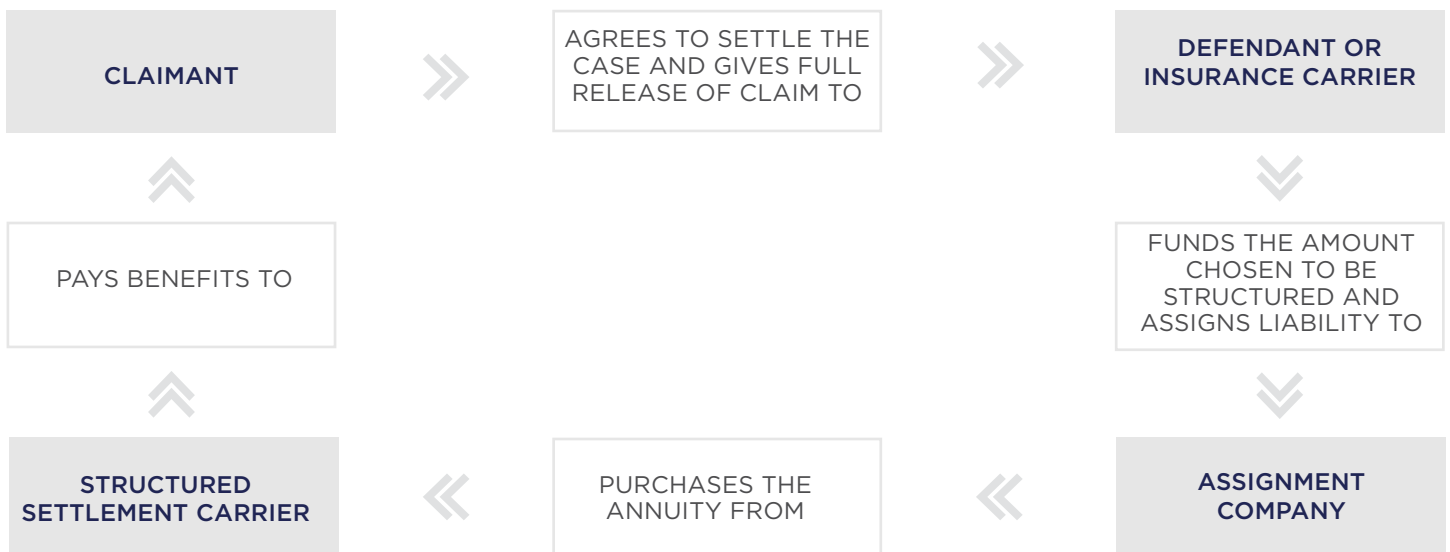 CLAIMANT
AGREES TO SETTLE THE
CASE AND GIVES FULL
RELEASE OF CLAIM TO
DEFENDANT OR
INSURANCE CARRIER
PAYS BENEFITS TO
FUNDS THE AMOUNT
CHOSEN TO BE
STRUCTURED AND
ASSIGNS LIABILITY TO
STRUCTURED
SETTLEMENT CARRIER
PURCHASES THE
ANNUITY FROM
ASSIGNMENT
COMPANY